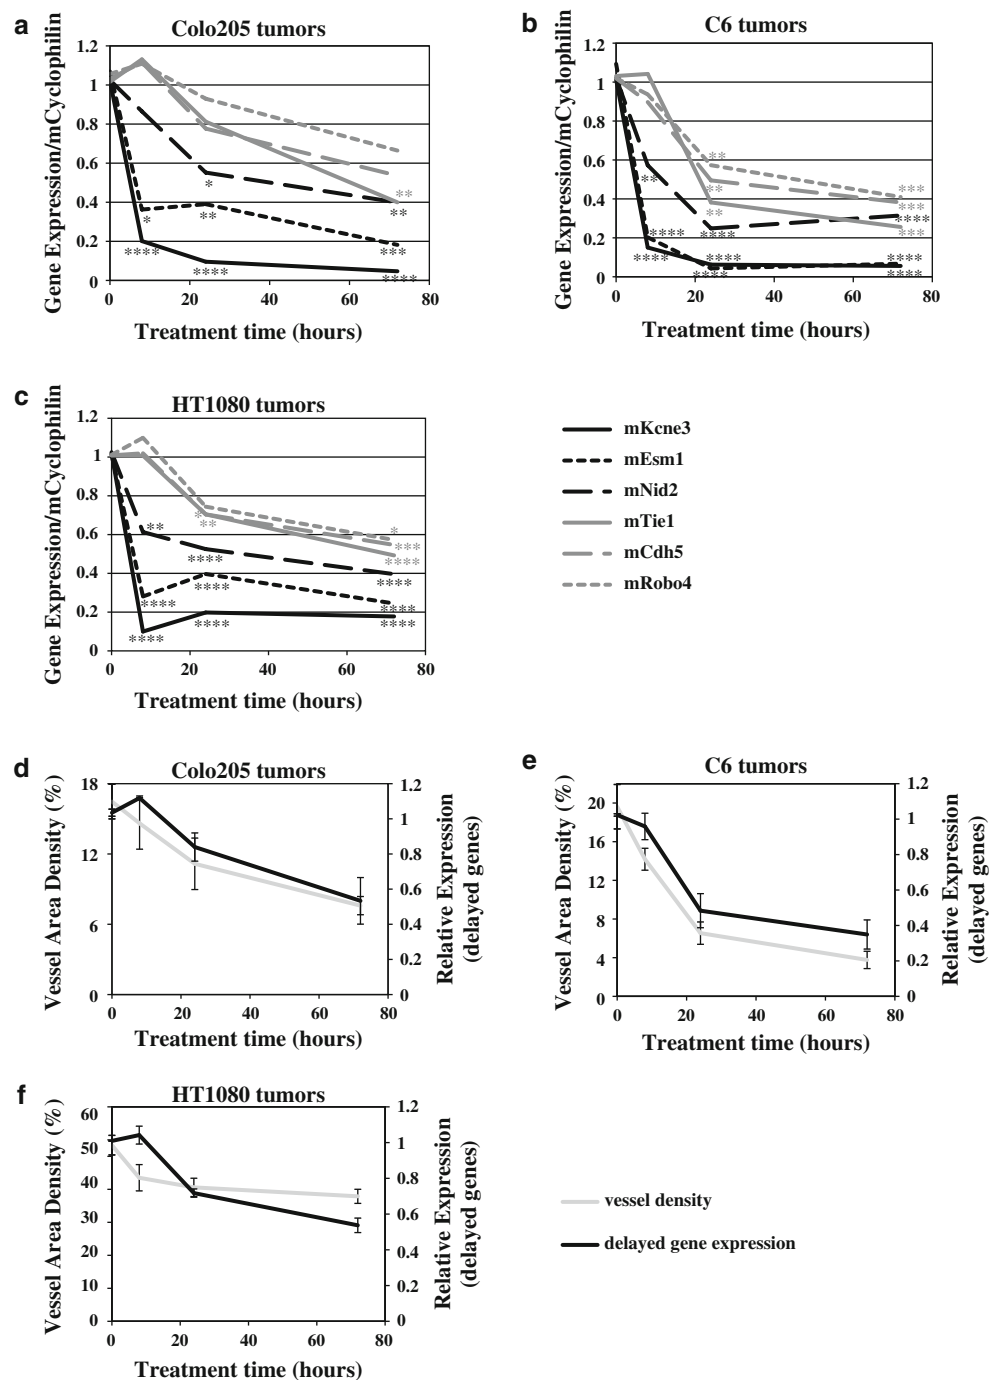 a
Colo205 tumors
Gene Expression/mCyclophilin
1.2
1
0.8
0.6
0.4
0.2
0
* **
**** ****
* **
** ***
****
0 20 40 60 80
Treatment time (hours)
b
C6 tumors
Gene Expression/mCyclophilin
1.2
1
0.8
0.6
0.4
0.2
0
** **
** ***
** ***
**** ****
**** ***
**** **** ****
**** ****
0 20 40 60 80
Treatment time (hours)
c
HT1080 tumors
Gene Expression/mCyclophilin
1.2
1
0.8
0.6
0.4
0.2
0
** * *
** ***
**** ****
**** ****
**** ****
**** **** ****
0 20 40 60 80
Treatment time (hours)
mKcne3
mEsm1
mNid2
mTie1
mCdh5
mRobo4
d
Colo205 tumors
Vessel Area Density (%)
18
12
6
0
1.2
1
0.8
0.6
0.4
0.2
0
Relative Expression
(delayed genes)
0 20 40 60 80
Treatment time (hours)
e
C6 tumors
Vessel Area Density (%)
20
16
12
8
4
0
1.2
1
0.8
0.6
0.4
0.2
0
Relative Expression
(delayed genes)
0 20 40 60 80
Treatment time (hours)
f
HT1080 tumors
Vessel Area Density (%)
60
50
40
30
20
10
0
1.2
1
0.8
0.6
0.4
0.2
0
Relative Expression
(delayed genes)
0 20 40 60 80
Treatment time (hours)
vessel density
delayed gene expression